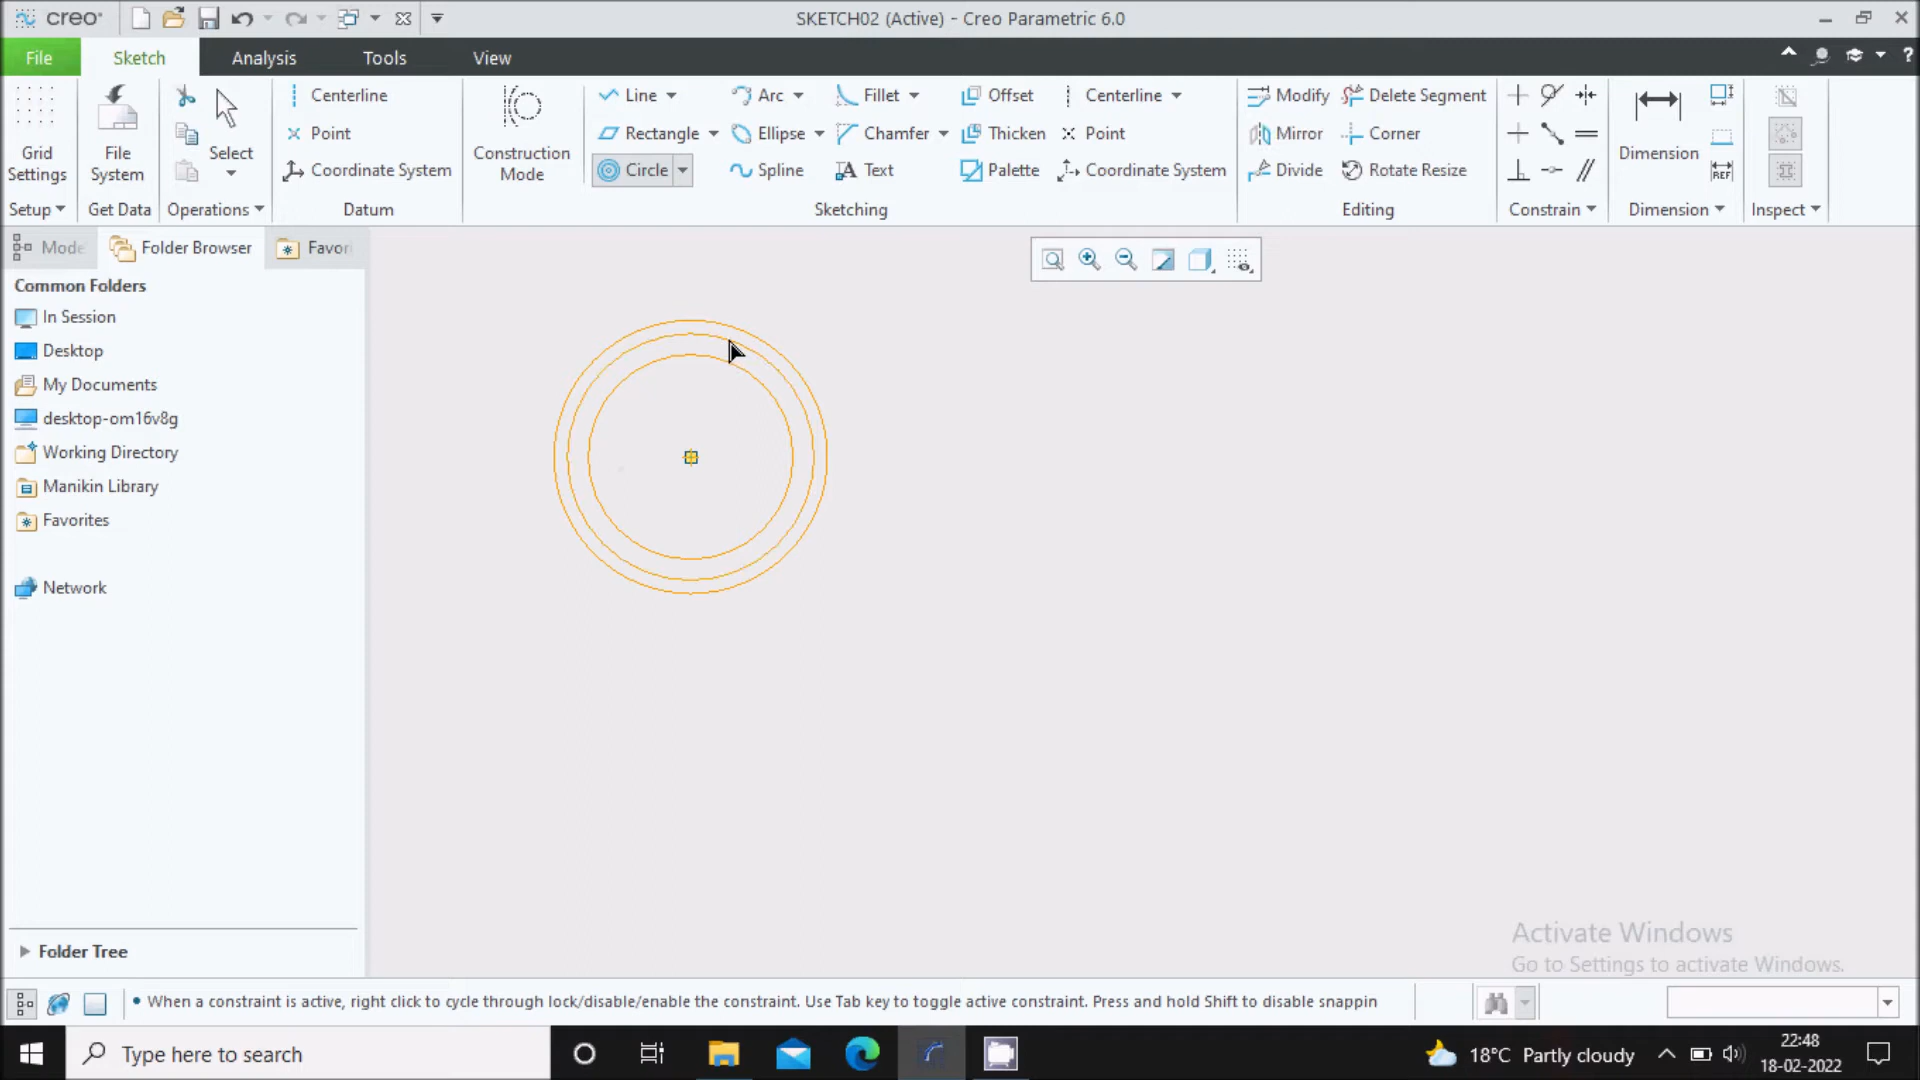 creo
SKETCH02 (Active) - Creo Parametric 6.0
File
Sketch
Analysis
Tools
View
?
Grid
Settings
Setup
File
System
Get Data
Select
Operations
Centerline
Point
Coordinate System
Datum
Construction
Mode
Line
Arc
Fillet
Offset
Centerline
Rectangle
Ellipse
Chamfer
Thicken
Point
Circle
Spline
Text
Palette
Coordinate System
Sketching
Modify
Delete Segment
Mirror
Corner
Divide
Rotate Resize
Editing
Constrain
Dimension
REF
Dimension
Inspect
Mode
Folder Browser
Favori
Common Folders
In Session
Desktop
My Documents
desktop-om16v8g
Working Directory
Manikin Library
Favorites
Network
Folder Tree
Activate Windows
Go to Settings to activate Windows.
• When a constraint is active, right click to cycle through lock/disable/enable the constraint. Use Tab key to toggle active constraint. Press and hold Shift to disable snappin
Type here to search
18°C Partly cloudy
22:48
18-02-2022